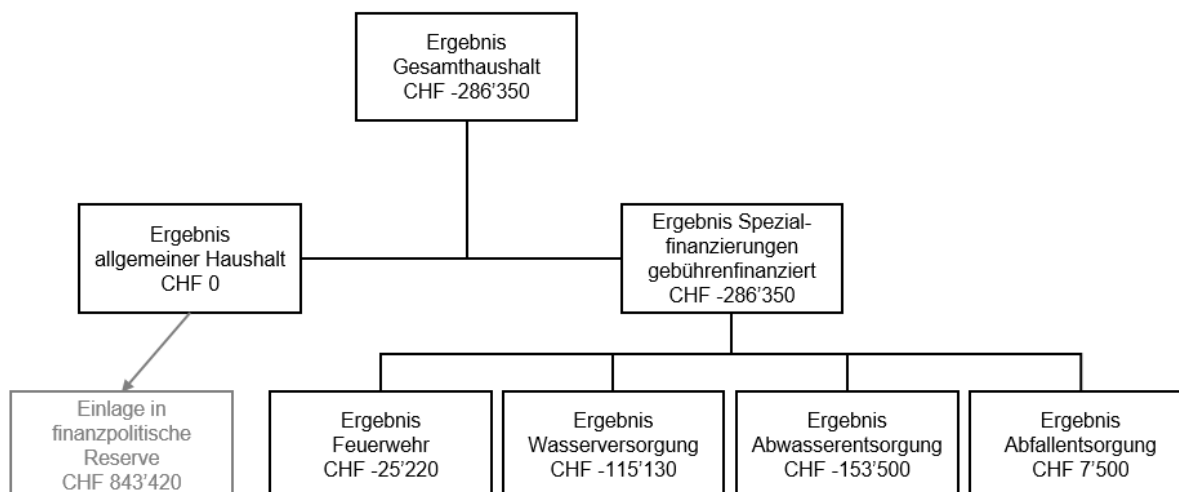 Ergebnis
Gesamthaushalt
CHF -286’350
Ergebnis
allgemeiner Haushalt
CHF 0
Ergebnis Spezial-
finanzierungen
gebührenfinanziert
CHF -286’350
Einlage in
finanzpolitische
Reserve
CHF 843’420
Ergebnis
Feuerwehr
CHF -25’220
Ergebnis
Wasserversorgung
CHF -115’130
Ergebnis
Abwasserentsorgung
CHF -153’500
Ergebnis
Abfallentsorgung
CHF 7’500